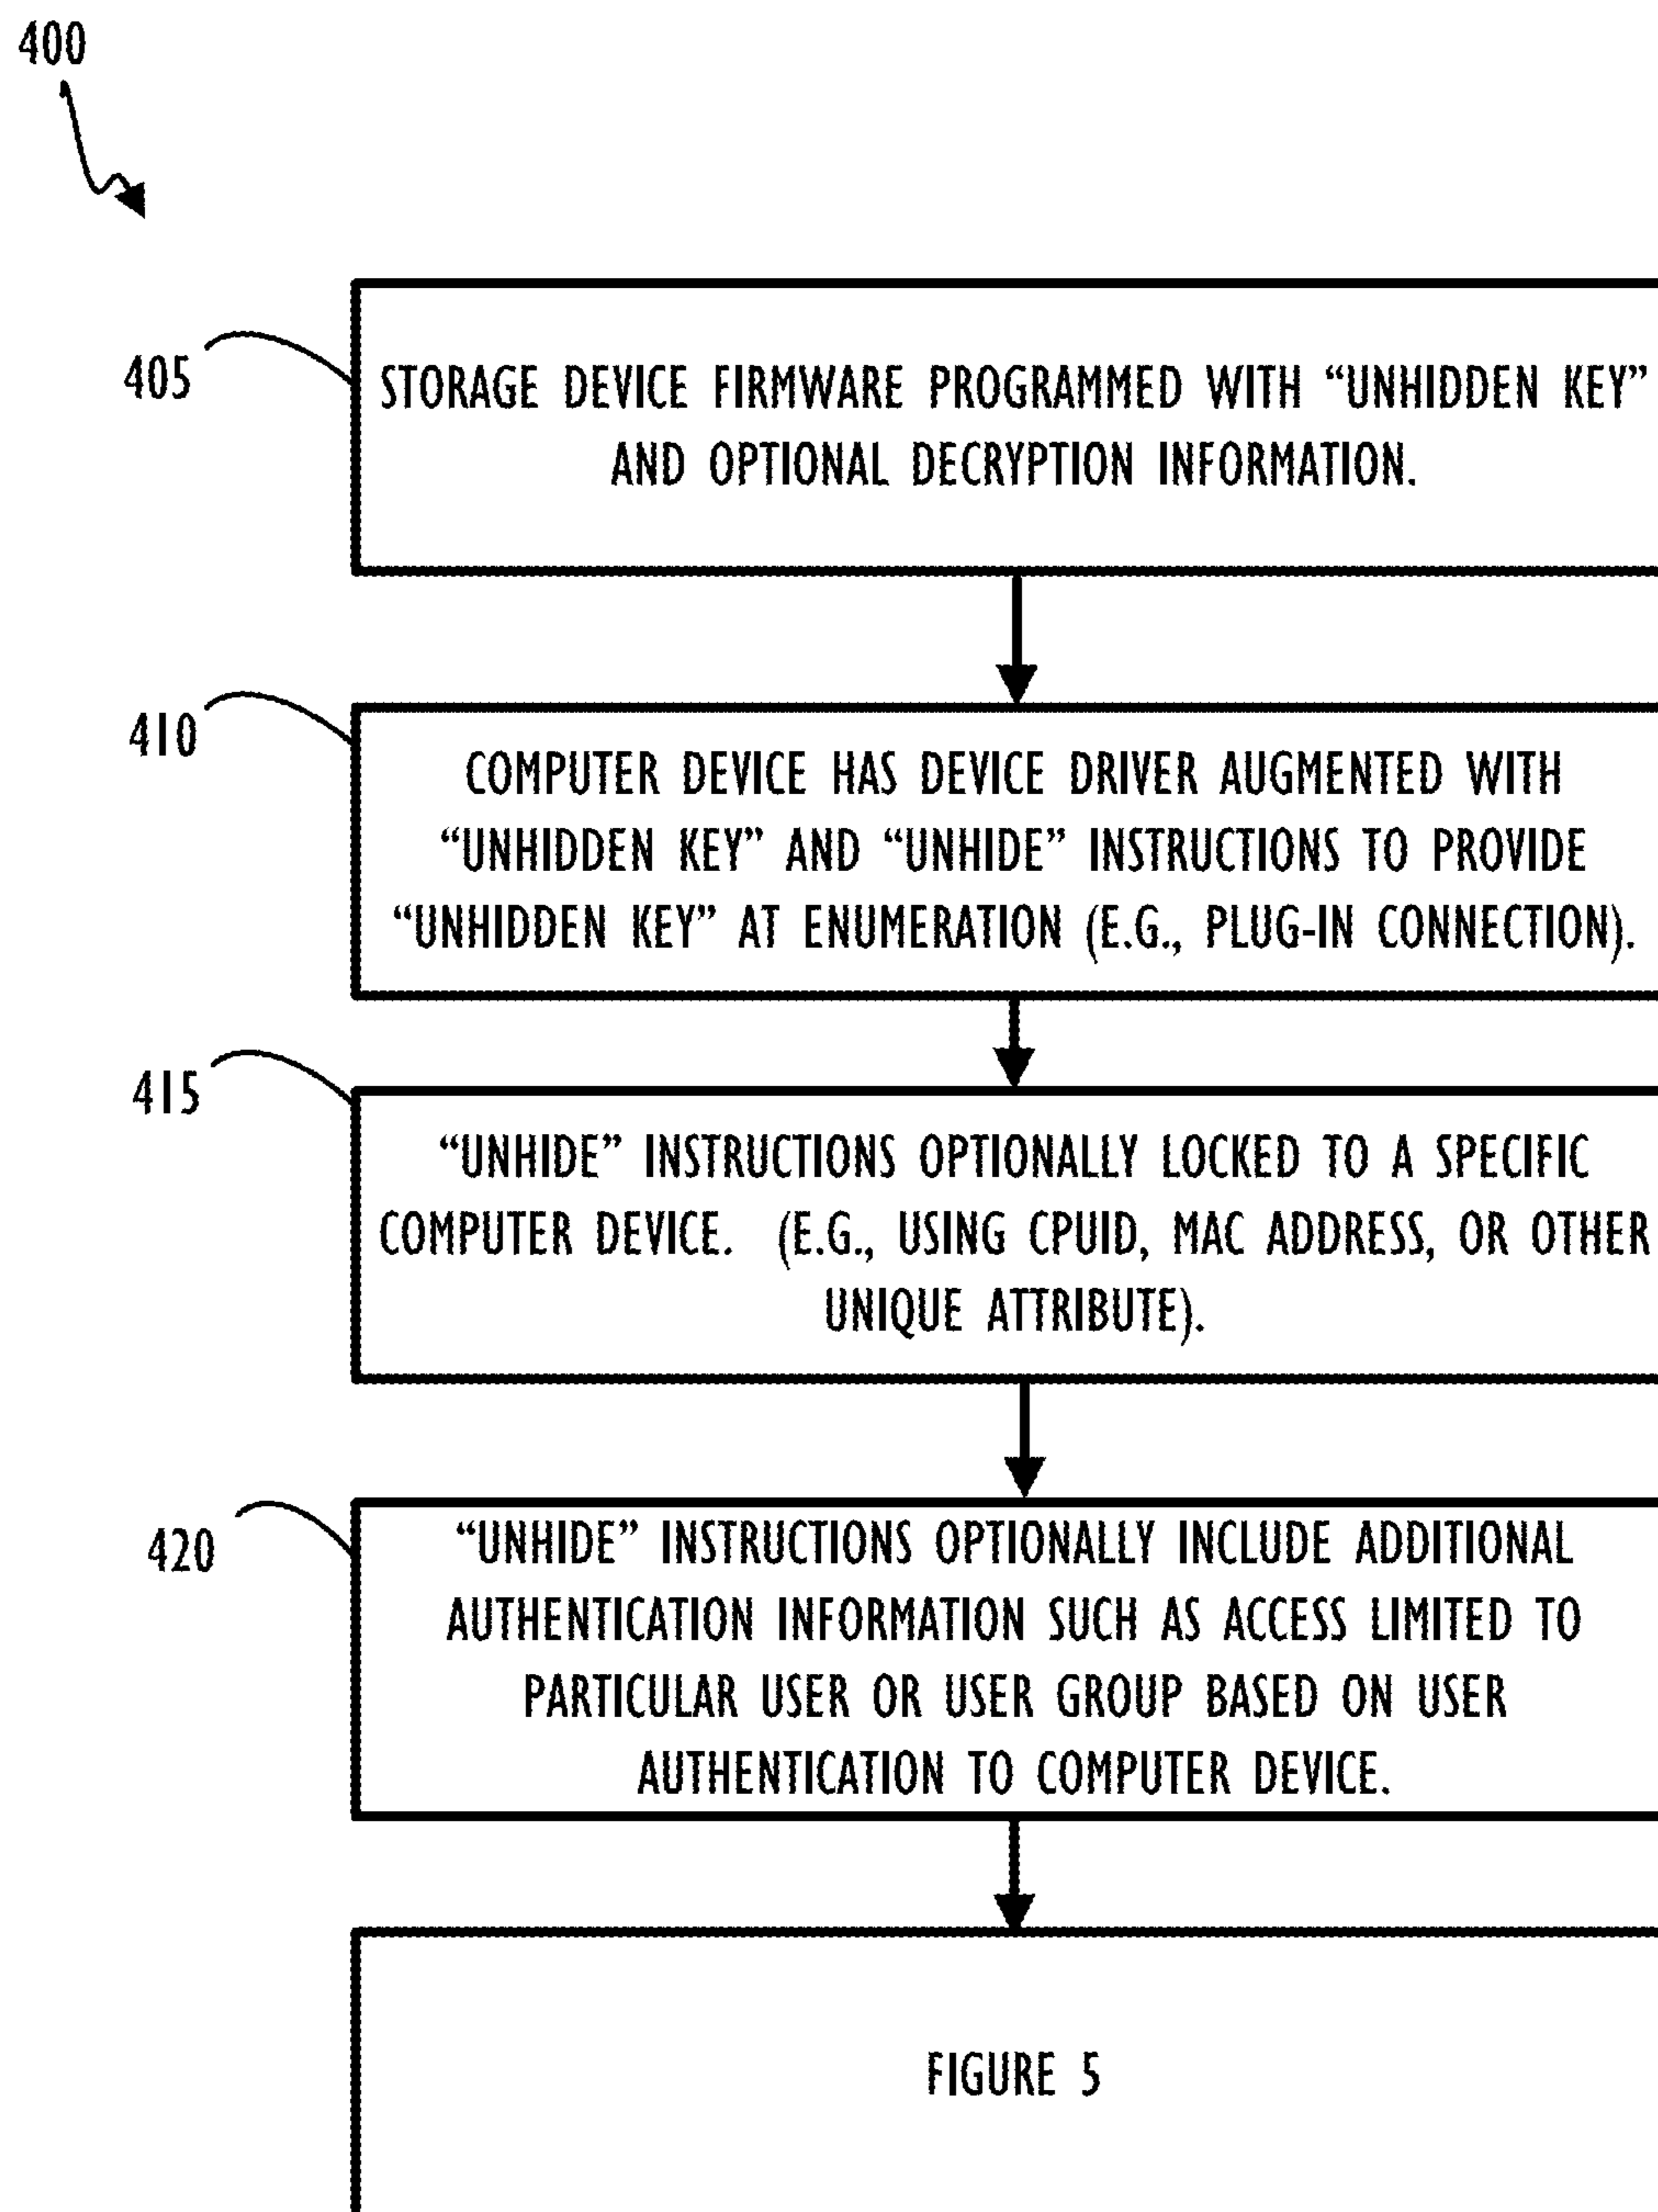 400
405
STORAGE DEVICE FIRMWARE PROGRAMMED WITH “UNHIDDEN KEY”
AND OPTIONAL DECRYPTION INFORMATION.
410
COMPUTER DEVICE HAS DEVICE DRIVER AUGMENTED WITH
“UNHIDDEN KEY” AND “UNHIDE” INSTRUCTIONS TO PROVIDE
“UNHIDDEN KEY” AT ENUMERATION (E.G., PLUG-IN CONNECTION).
415
“UNHIDE” INSTRUCTIONS OPTIONALLY LOCKED TO A SPECIFIC
COMPUTER DEVICE. (E.G., USING CPUID, MAC ADDRESS, OR OTHER
UNIQUE ATTRIBUTE).
420
“UNHIDE” INSTRUCTIONS OPTIONALLY INCLUDE ADDITIONAL
AUTHENTICATION INFORMATION SUCH AS ACCESS LIMITED TO
PARTICULAR USER OR USER GROUP BASED ON USER
AUTHENTICATION TO COMPUTER DEVICE.
FIGURE 5